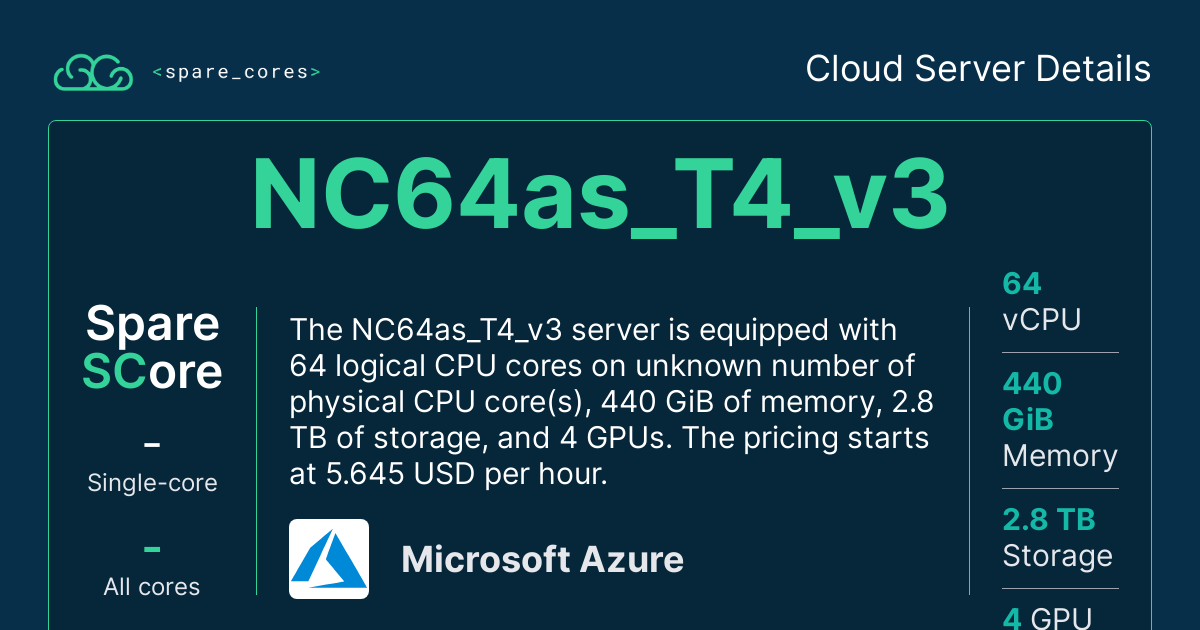 <spare_cores>
Cloud Server Details
NC64as_T4_v3
Spare
SCore
-
Single-core
-
All cores
The NC64as_T4_v3 server is equipped with
64 logical CPU cores on unknown number of
physical CPU core(s), 440 GiB of memory, 2.8
TB of storage, and 4 GPUs. The pricing starts
at 5.645 USD per hour.
Microsoft Azure
64
vCPU
440
GiB
Memory
2.8 TB
Storage
4 GPU